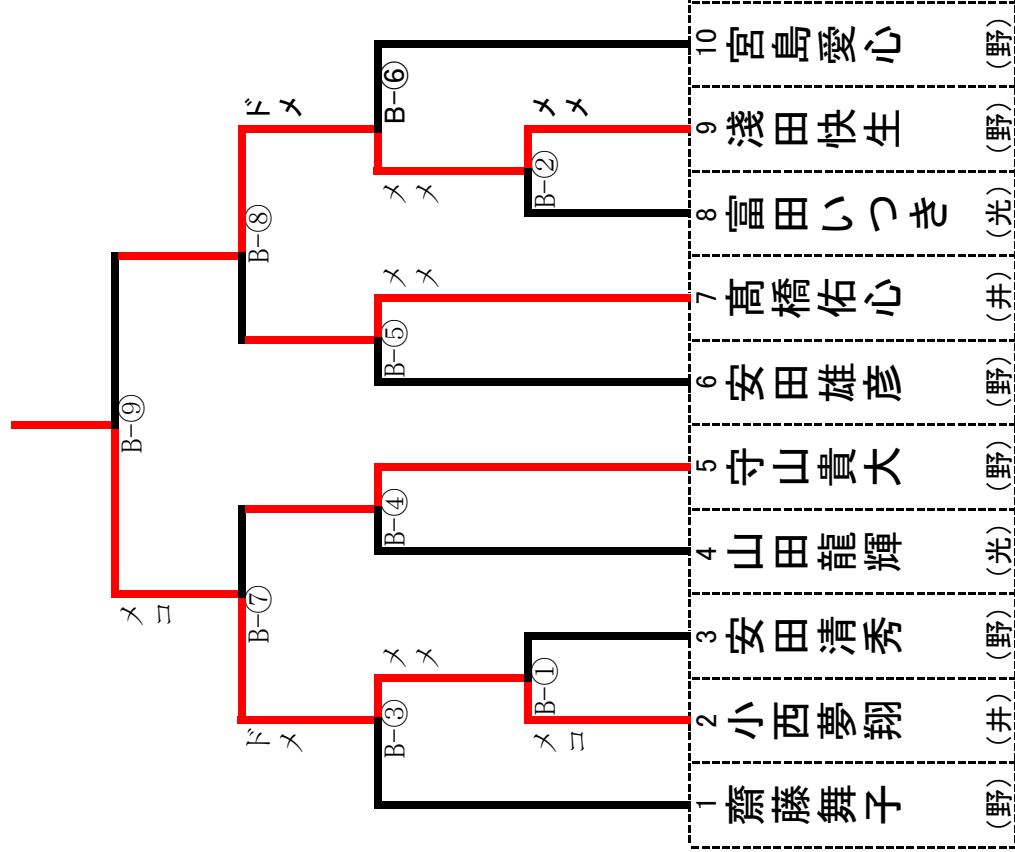 10 宮島愛心 (野)
9 淺田快生 (野)
8 富田いつき (光)
7 髙橋佑心 (井)
6 安田雄彦 (野)
5 守山貴大 (野)
4 山田龍輝 (光)
3 安田清秀 (野)
2 小西夢翔 (井)
1 齋藤舞子 (野)
B-⑥
ドメ
メメ
B-②
メメ
B-⑧
メメ
B-⑤
B-⑨
B-④
メコ
B-⑦
メメ
B-①
メコ
ドメ
B-③